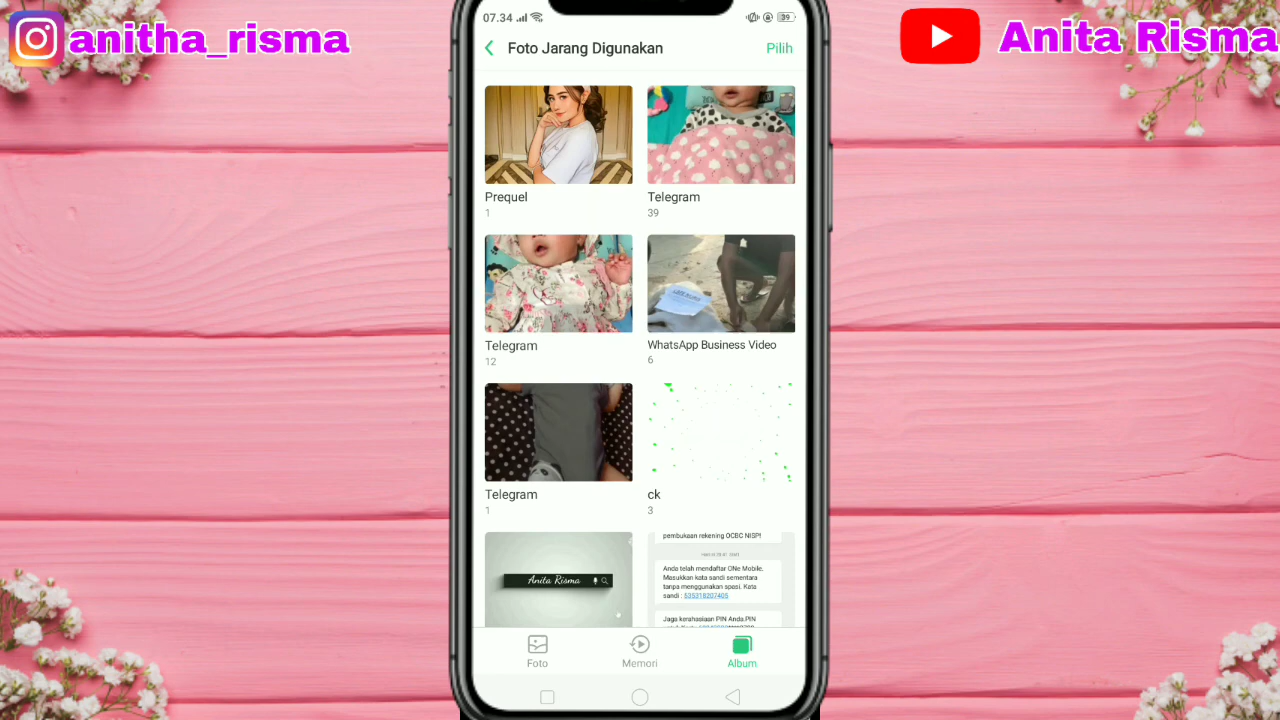 anitha_risma
Anita Risma
07.34
39
Foto Jarang Digunakan
Pilih
Prequel
1
Telegram
39
Telegram
12
WhatsApp Business Video
6
Telegram
1
ck
3
Anita Risma
pembukaan rekening OCBC NISP!
Anda telah mendaftar ONe Mobile.
Masukkan kata sandi sementara
tanpa menggunakan spasi. Kata
sandi : 635318207405
Jaga kerahasiaan PIN Anda.PIN
Foto
Memori
Album